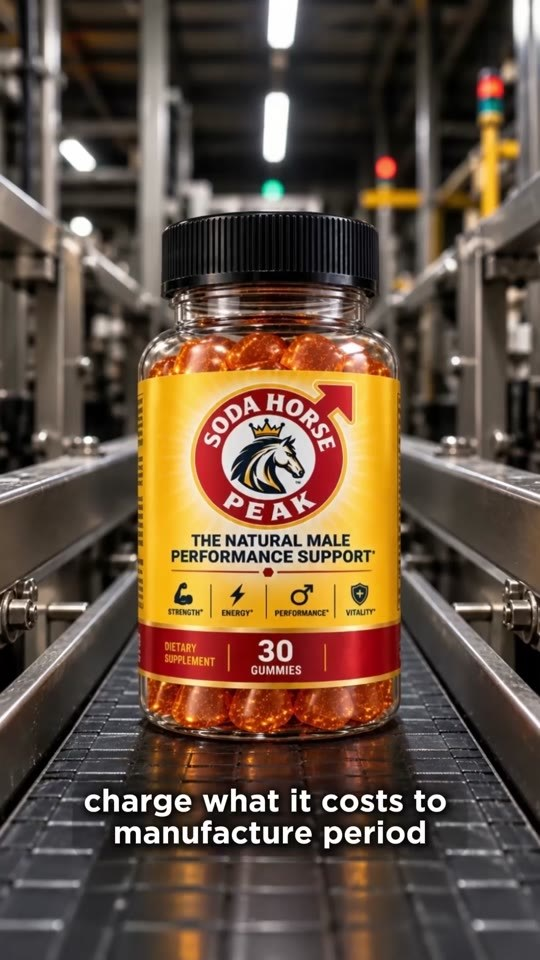 SODA HORSE
PEAK
THE NATURAL MALE
PERFORMANCE SUPPORT*
STRENGTH* ENERGY* PERFORMANCE* VITALITY*
DIETARY
SUPPLEMENT
30
GUMMIES
charge what it costs to
manufacture period